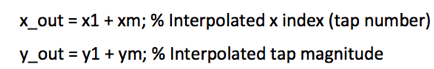 x_out = x1 + xm; % Interpolated x index (tap number)
y_out = y1 + ym; % Interpolated tap magnitude